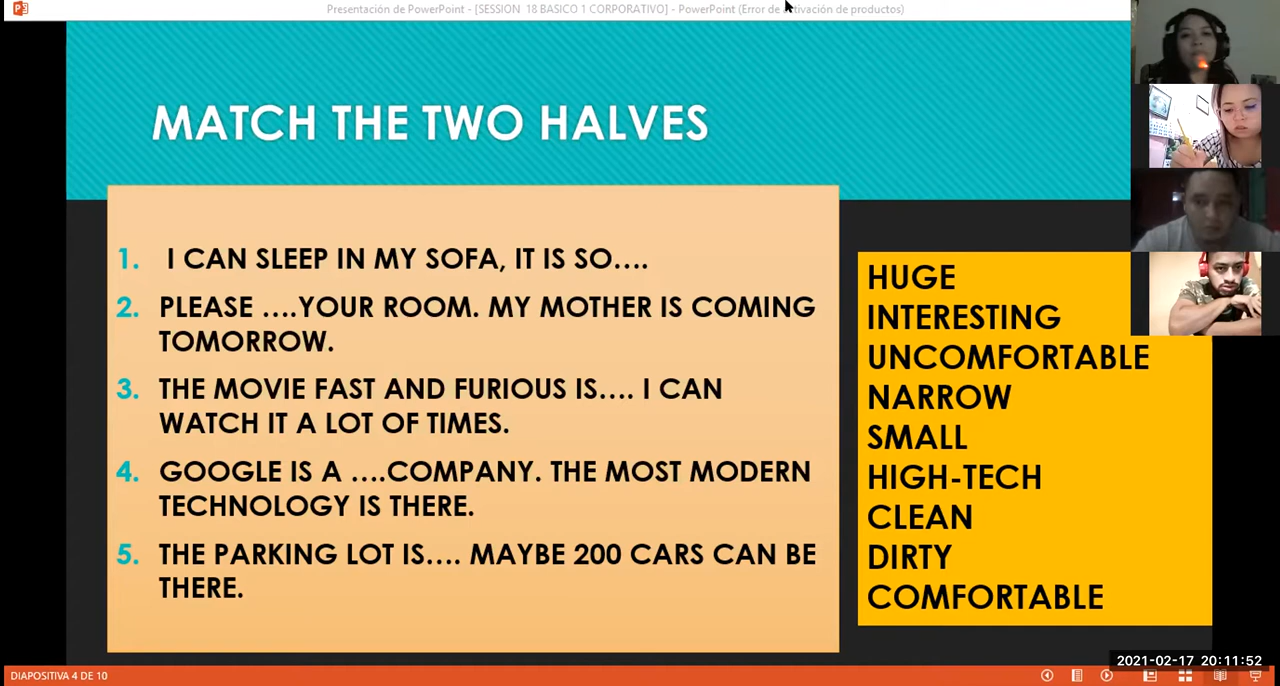 Presentación de PowerPoint - [SESSION 18 BASICO 1 CORPORATIVO] - PowerPoint (Error de activación de productos)
MATCH THE TWO HALVES
1. I CAN SLEEP IN MY SOFA, IT IS SO....
2. PLEASE ....YOUR ROOM. MY MOTHER IS COMING
TOMORROW.
3. THE MOVIE FAST AND FURIOUS IS.... I CAN
WATCH IT A LOT OF TIMES.
4. GOOGLE IS A ....COMPANY. THE MOST MODERN
TECHNOLOGY IS THERE.
5. THE PARKING LOT IS.... MAYBE 200 CARS CAN BE
THERE.
HUGE
INTERESTING
UNCOMFORTABLE
NARROW
SMALL
HIGH-TECH
CLEAN
DIRTY
COMFORTABLE
2021-02-17 20:11:52
DIAPOSITIVA 4 DE 10